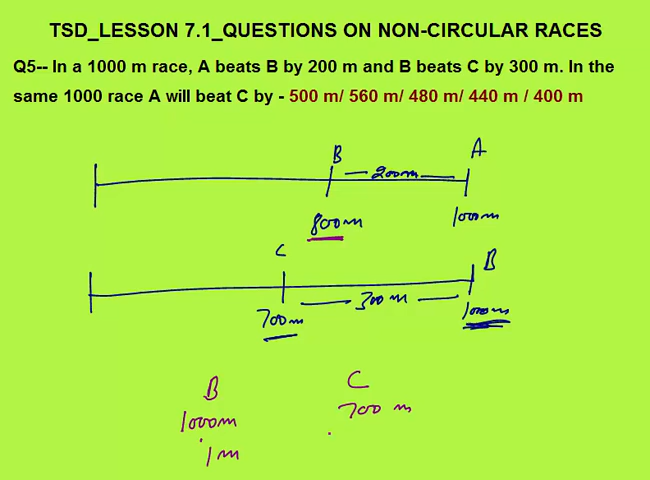 TSD_LESSON 7.1_QUESTIONS ON NON-CIRCULAR RACES
Q5-- In a 1000 m race, A beats B by 200 m and B beats C by 300 m. In the
same 1000 race A will beat C by - 500 m/ 560 m/ 480 m/ 440 m / 400 m
B 200m A
800m 1000m
C B
300 m
700m 1000m
B C
1000m 700 m
1m